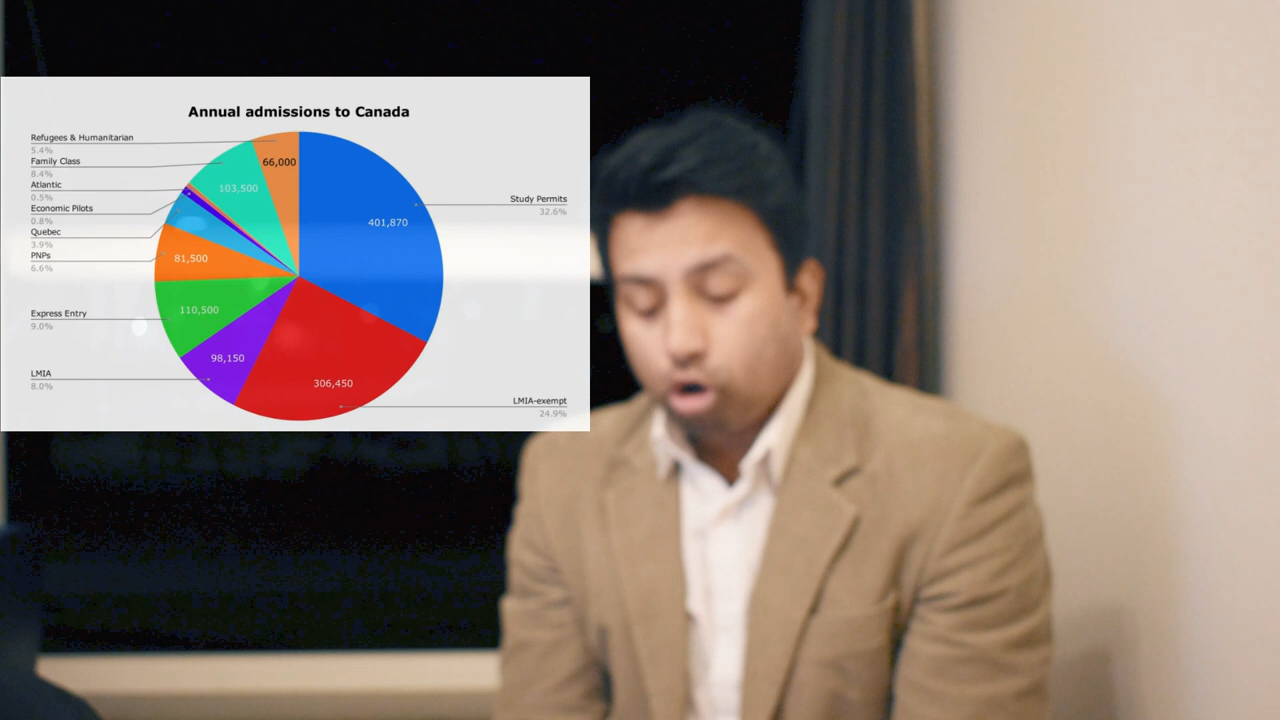 Annual admissions to Canada
Refugees & Humanitarian
5.4%
Family Class
8.4%
Atlantic
0.5%
Economic Pilots
0.8%
Quebec
3.9%
PNPs
6.6%
Express Entry
9.0%
LMIA
8.0%
Study Permits
32.6%
LMIA-exempt
24.9%
66,000
103,500
401,870
81,500
110,500
98,150
306,450